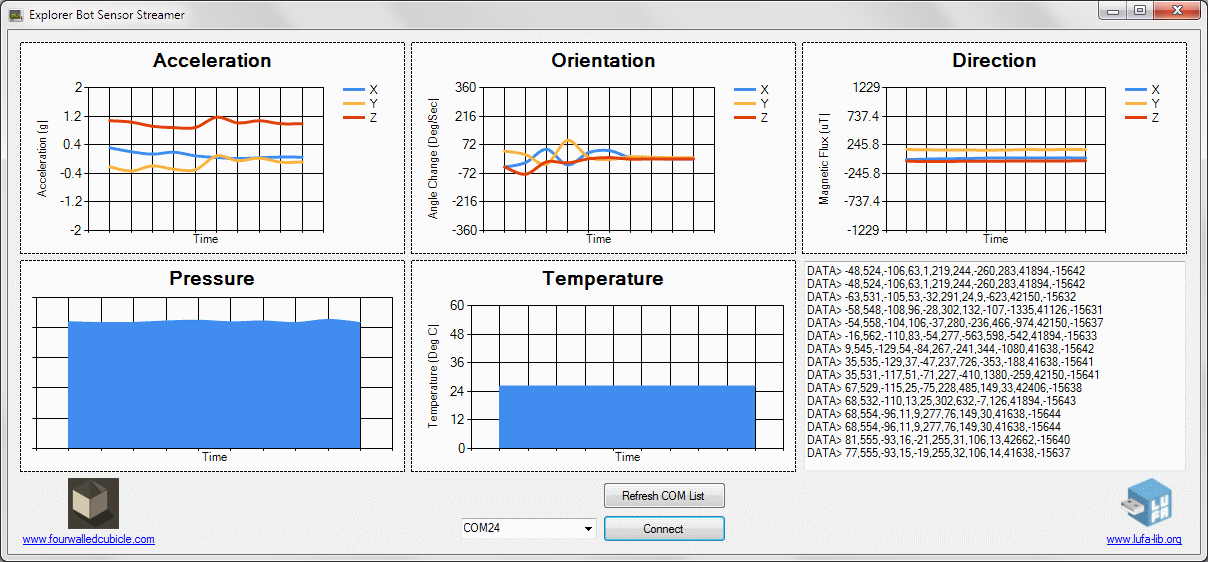 Explorer Bot Sensor Streamer
Acceleration
2
1.2
0.4
-0.4
-1.2
-2
Acceleration (g)
Time
X
Y
Z
Orientation
360
216
72
-72
-216
-360
Angle Change (Deg/Sec)
Time
X
Y
Z
Direction
1229
737.4
245.8
-245.8
-737.4
-1229
Magnetic Flux (uT)
Time
X
Y
Z
Pressure
Time
Temperature
60
48
36
24
12
0
Temperature (Deg C)
Time
DATA> -48,524,-106,63,1,219,244,-260,283,41894,-15642
DATA> -48,524,-106,63,1,219,244,-260,283,41894,-15642
DATA> -63,531,-105,53,-32,291,24,9,-623,42150,-15632
DATA> -58,548,-108,96,-28,302,132,-107,-1335,41126,-15631
DATA> -54,558,-104,106,-37,280,-236,466,-974,42150,-15637
DATA> -16,562,-110,83,-54,277,-563,598,-542,41894,-15633
DATA> 9,545,-129,54,-84,267,-241,344,-1080,41638,-15642
DATA> 35,535,-129,37,-47,237,726,-353,-188,41638,-15641
DATA> 35,531,-117,51,-71,227,-410,1380,-259,42150,-15641
DATA> 67,529,-115,25,-75,228,485,149,33,42406,-15638
DATA> 68,532,-110,13,25,302,632,-7,126,41894,-15643
DATA> 68,554,-96,11,9,277,76,149,30,41638,-15644
DATA> 68,554,-96,11,9,277,76,149,30,41638,-15644
DATA> 81,555,-93,16,-21,255,31,106,13,42662,-15640
DATA> 77,555,-93,15,-19,255,32,106,14,41638,-15637
www.fourwalledcubicle.com
COM24
Refresh COM List
Connect
LUFA
www.lufa-lib.org